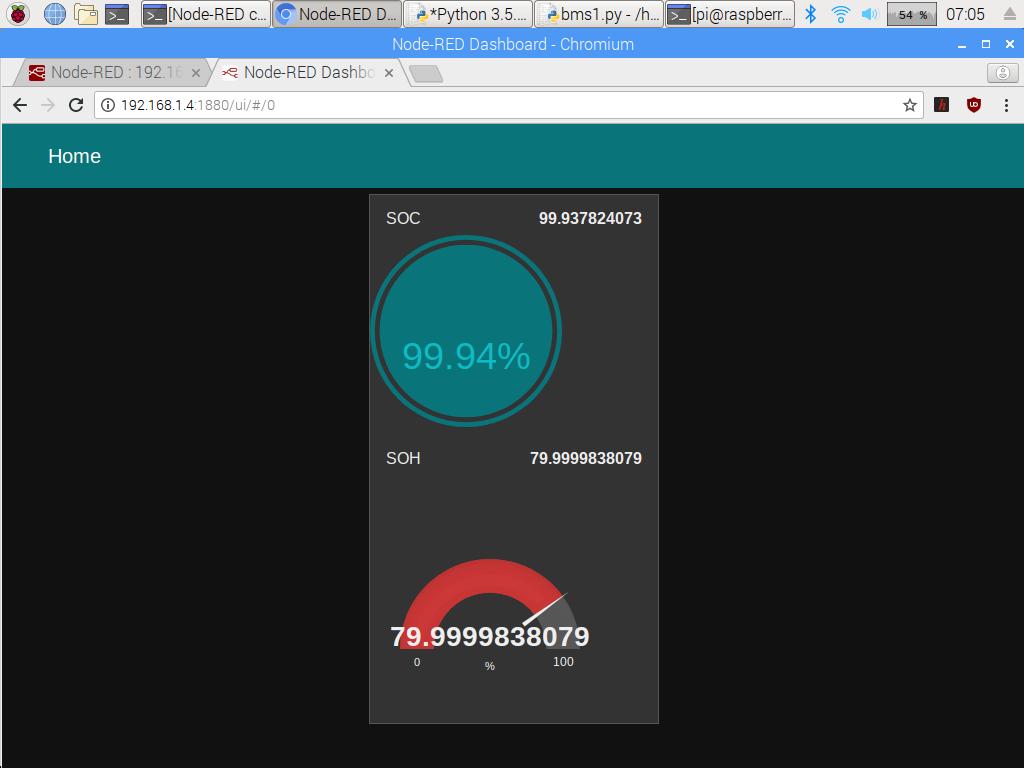 [Node-RED c... Node-RED D... *Python 3.5.... bms1.py - /h... [pi@raspberr... 54 % 07:05
Node-RED Dashboard - Chromium
Node-RED : 192.16 Node-RED Dashbo
192.168.1.4:1880/ui/#/0
Home
SOC 99.937824073
99.94%
SOH 79.9999838079
79.9999838079
0 % 100